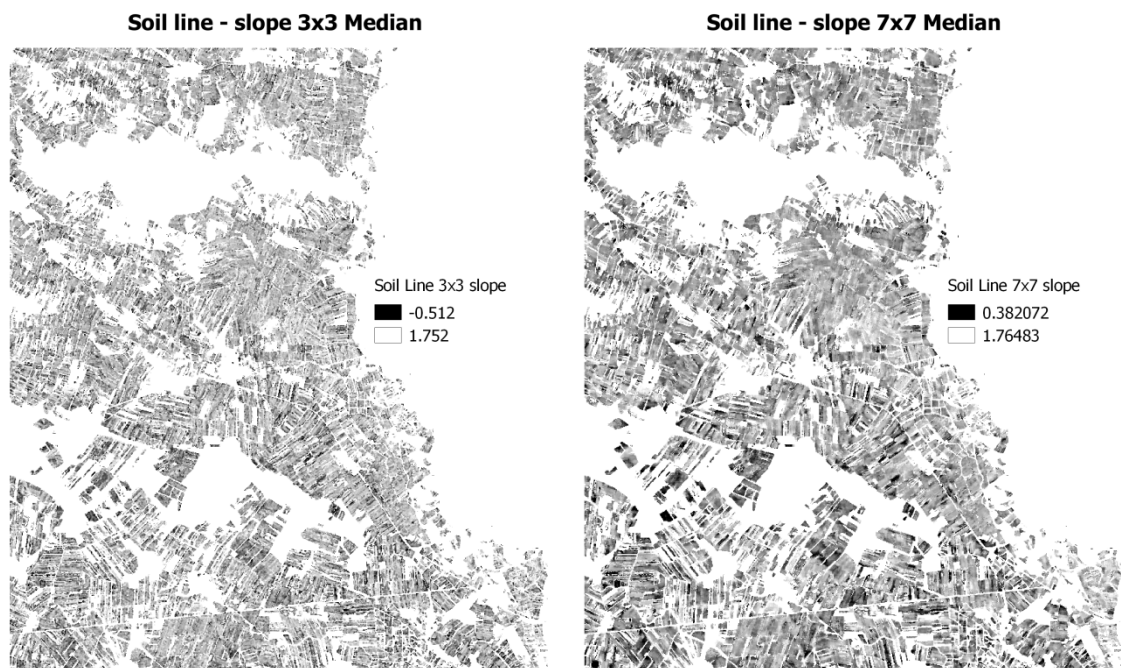 Soil line - slope 3x3 Median
Soil Line 3x3 slope
-0.512
1.752
Soil line - slope 7x7 Median
Soil Line 7x7 slope
0.382072
1.76483